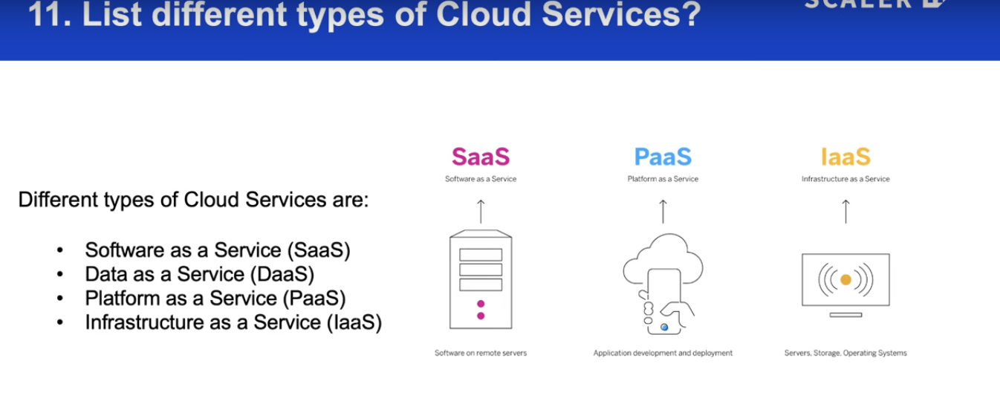 11. List different types of Cloud Services?
SCALER
Different types of Cloud Services are:
• Software as a Service (SaaS)
• Data as a Service (DaaS)
• Platform as a Service (PaaS)
• Infrastructure as a Service (IaaS)
SaaS
Software as a Service
Software on remote servers
PaaS
Platform as a Service
Application development and deployment
IaaS
Infrastructure as a Service
Servers, Storage, Operating Systems